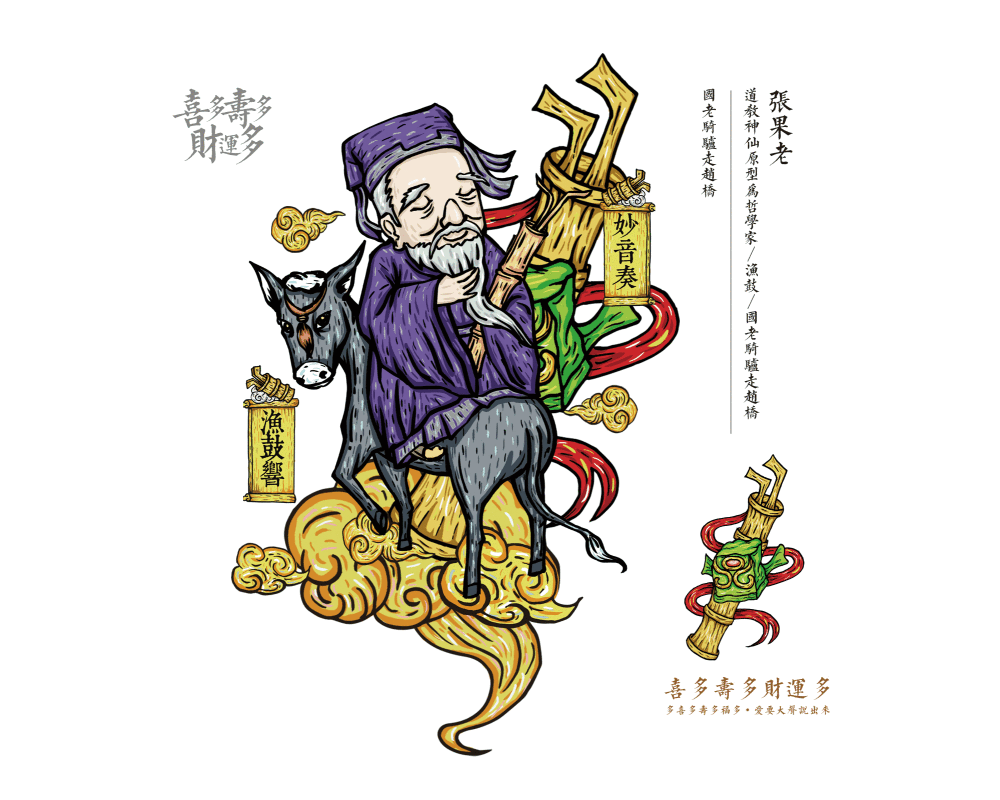 喜多壽多
財運多
張果老
道教神仙原型爲哲學家/漁鼓/國老騎驢走趙橋
國老騎驢走趙橋
妙音奏
漁鼓響
喜多壽多財運多
多喜多壽多福多·愛要大聲說出來